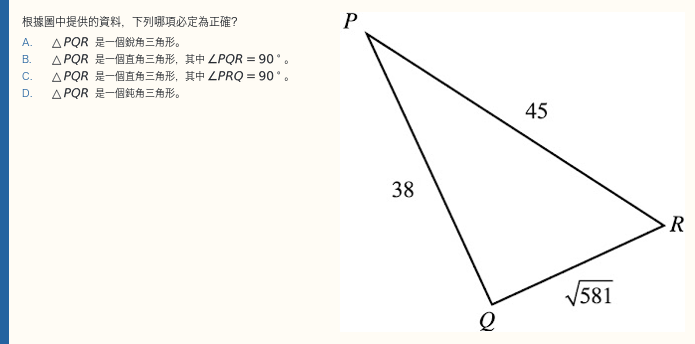 根據圖中提供的資料，下列哪項必定為正確?
A. △PQR 是一個銳角三角形。
B. △PQR 是一個直角三角形，其中 ∠PQR = 90°。
C. △PQR 是一個直角三角形，其中 ∠PRQ = 90°。
D. △PQR 是一個鈍角三角形。
P
45
38
R
√581
Q